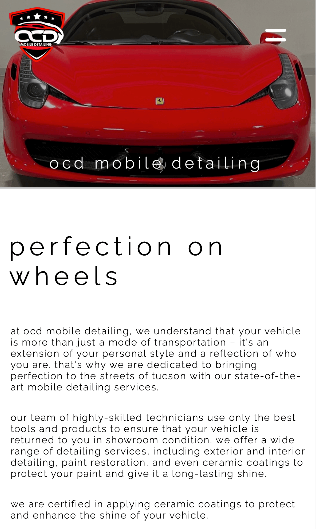 OCD
MOBILE DETAILING
ocd mobile detailing
perfection on
wheels
at ocd mobile detailing, we understand that your vehicle
is more than just a mode of transportation – it's an
extension of your personal style and a reflection of who
you are. that's why we are dedicated to bringing
perfection to the streets of tucson with our state-of-the-
art mobile detailing services.
our team of highly-skilled technicians use only the best
tools and products to ensure that your vehicle is
returned to you in showroom condition. we offer a wide
range of detailing services, including exterior and interior
detailing, paint restoration, and even ceramic coatings to
protect your paint and give it a long-lasting shine.
we are certified in applying ceramic coatings to protect
and enhance the shine of your vehicle.